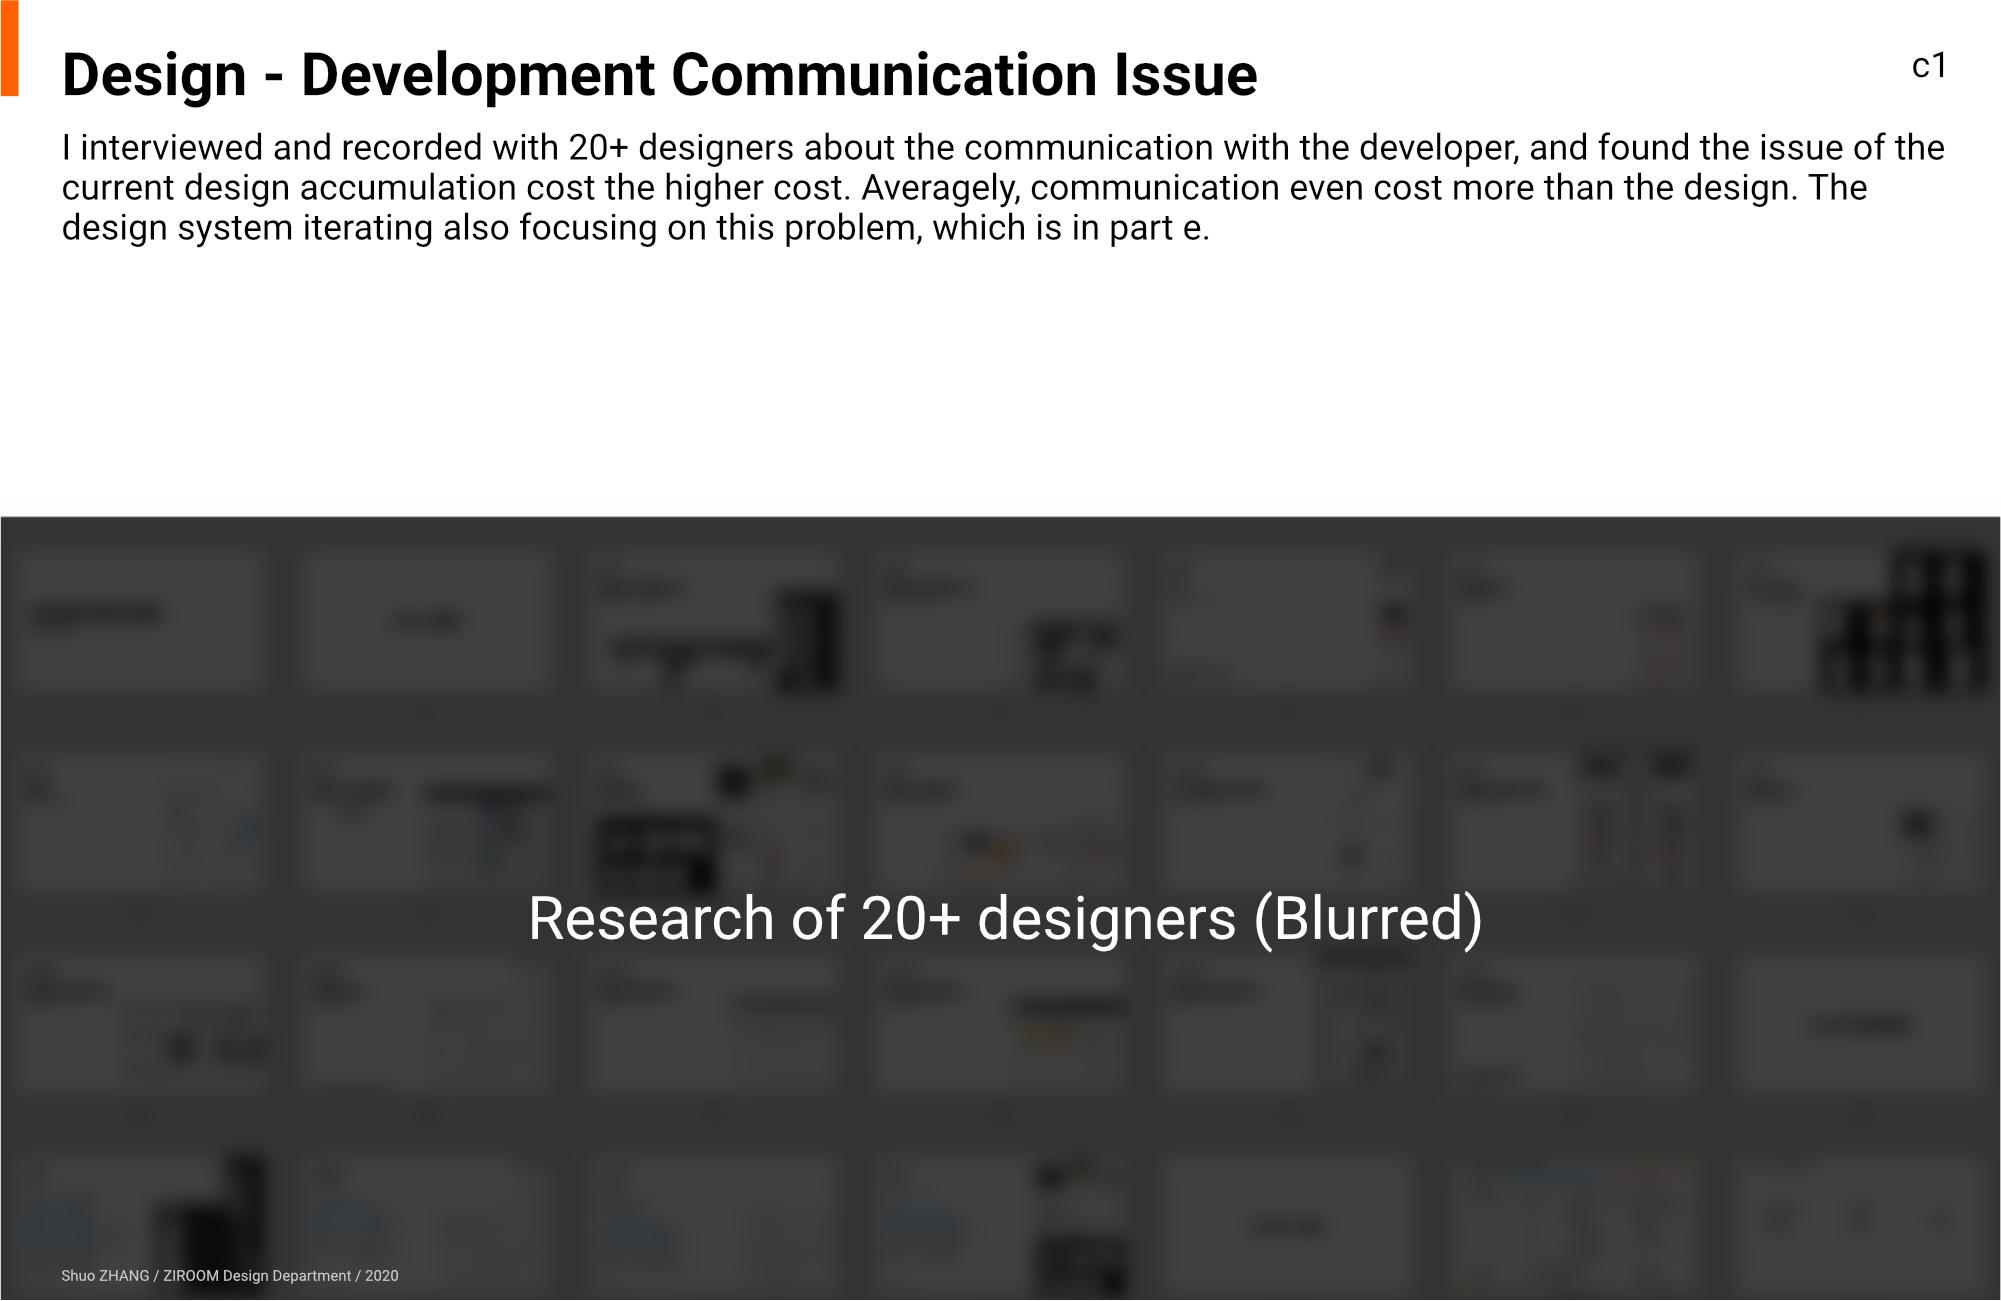 Design - Development Communication Issue
c1
I interviewed and recorded with 20+ designers about the communication with the developer, and found the issue of the
current design accumulation cost the higher cost. Averagely, communication even cost more than the design. The
design system iterating also focusing on this problem, which is in part e.
Research of 20+ designers (Blurred)
Shuo ZHANG / ZIROOM Design Department / 2020